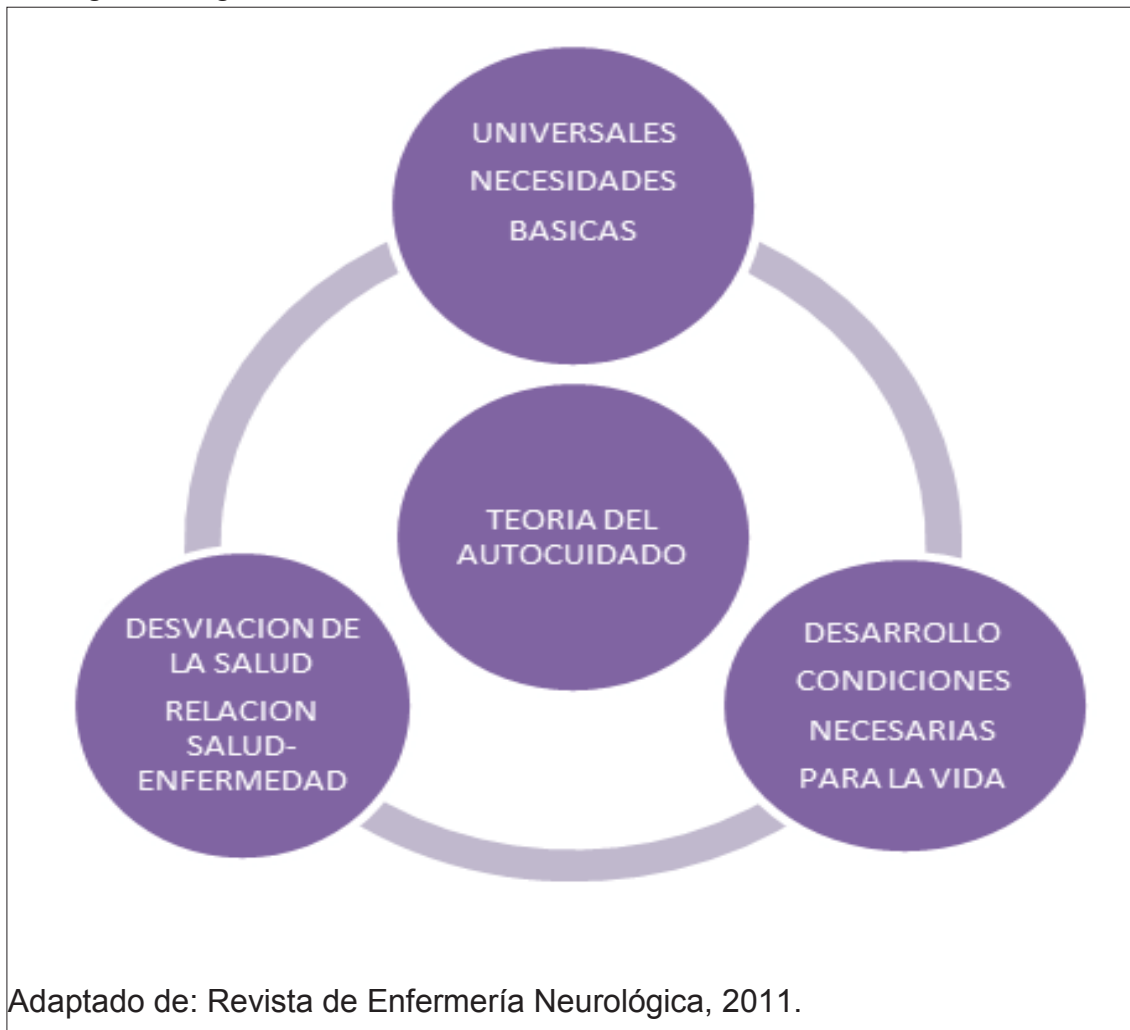 UNIVERSALES
NECESIDADES
BASICAS
TEORIA DEL
AUTOCUIDADO
DESVIACION DE
LA SALUD
RELACION
SALUD-
ENFERMEDAD
DESARROLLO
CONDICIONES
NECESARIAS
PARA LA VIDA
Adaptado de: Revista de Enfermería Neurológica, 2011.